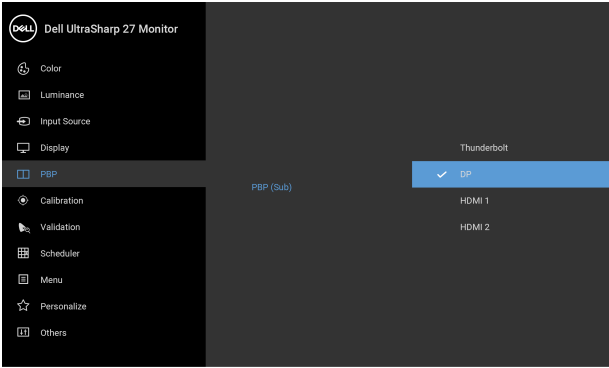 DELL
Dell UltraSharp 27 Monitor
Color
Luminance
Input Source
Display
PBP
Calibration
Validation
Scheduler
Menu
Personalize
Others
PBP (Sub)
Thunderbolt
DP
HDMI 1
HDMI 2